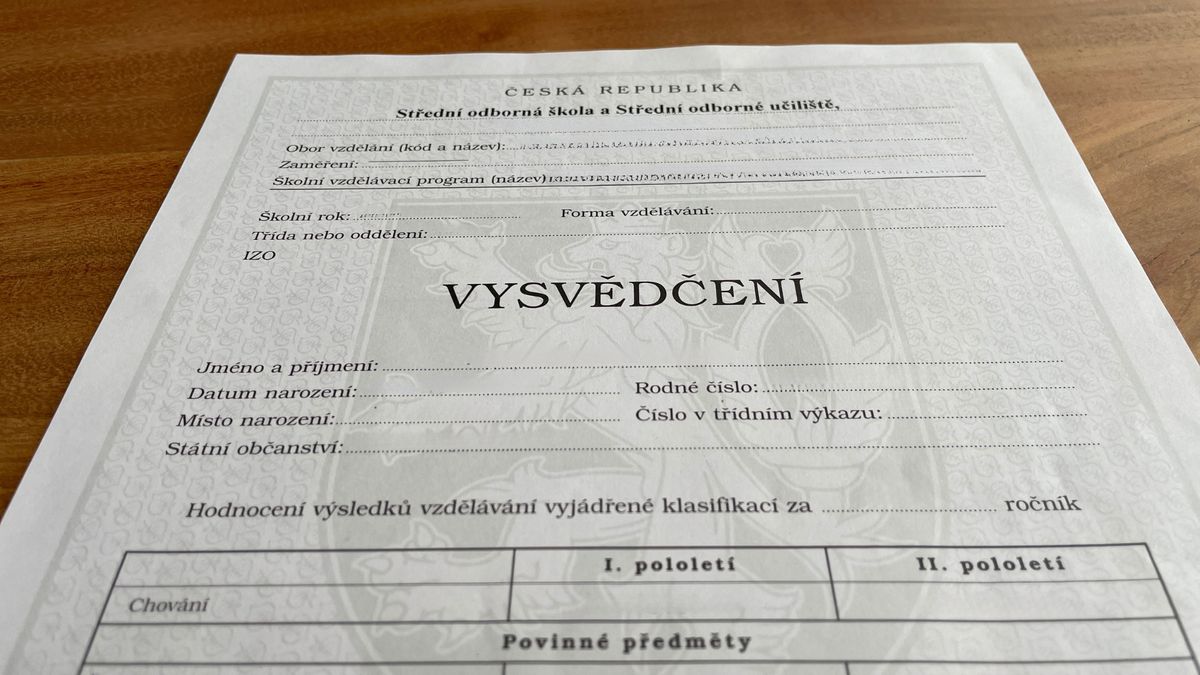 ČESKÁ REPUBLIKA
Střední odborná škola a Střední odborné učiliště,
Obor vzdělání (kód a název):
Zaměření:
Školní vzdělávací program (název)
Školní rok: Forma vzdělávání:
Třída nebo oddělení:
IZO
VYSVĚDČENÍ
Jméno a příjmení:
Datum narození: Rodné číslo:
Místo narození: Číslo v třídním výkazu:
Státní občanství:
Hodnocení výsledků vzdělávání vyjádřené klasifikací za ročník
I. pololetí II. pololetí
Chování
Povinné předměty